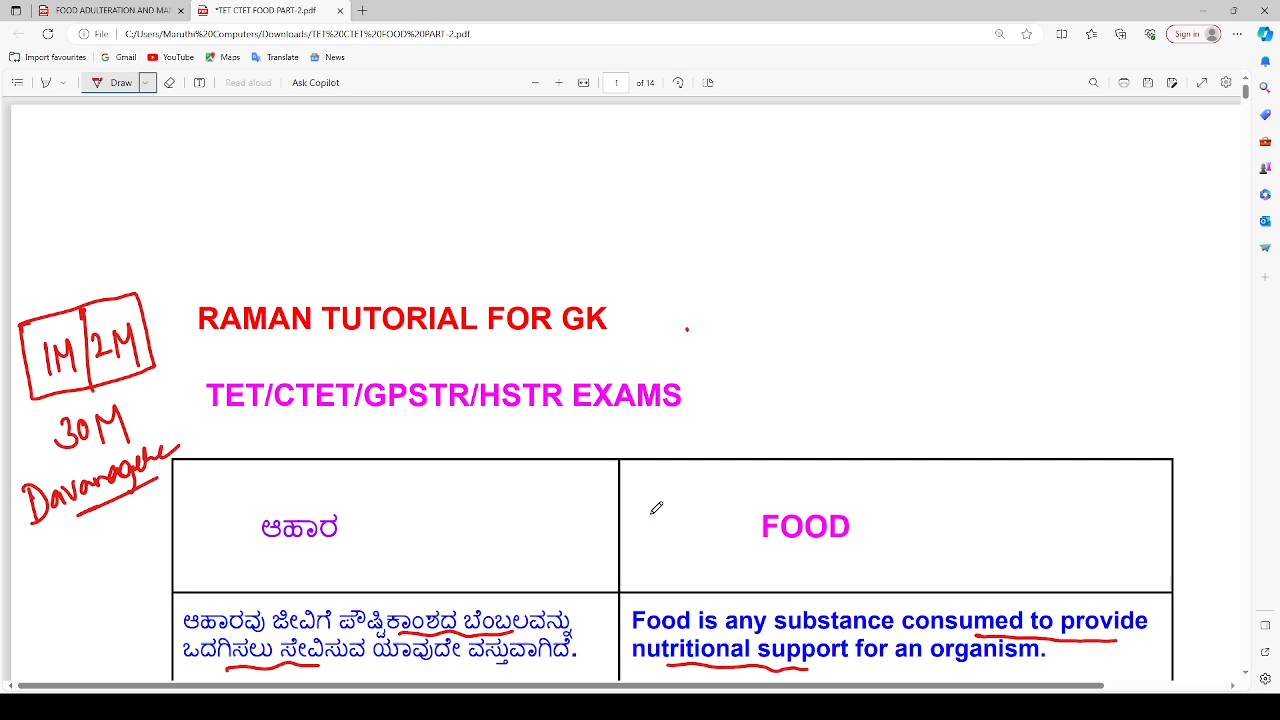 FOOD ADULTERATION AND MAN
*TET CTET FOOD PART-2.pdf
File
C:/Users/Maruthi%20Computers/Downloads/TET%20CTET%20FOOD%20PART-2.pdf
Sign in
Import favourites
Gmail
YouTube
Maps
Translate
News
Draw
Read aloud
Ask Copilot
1 of 14
RAMAN TUTORIAL FOR GK
1M 2M
TET/CTET/GPSTR/HSTR EXAMS
30M
Davanagere
ಆಹಾರ
FOOD
ಆಹಾರವು ಜೀವಿಗೆ ಪೌಷ್ಟಿಕಾಂಶದ ಬೆಂಬಲವನ್ನು
ಒದಗಿಸಲು ಸೇವಿಸುವ ಯಾವುದೇ ವಸ್ತುವಾಗಿದೆ.
Food is any substance consumed to provide
nutritional support for an organism.